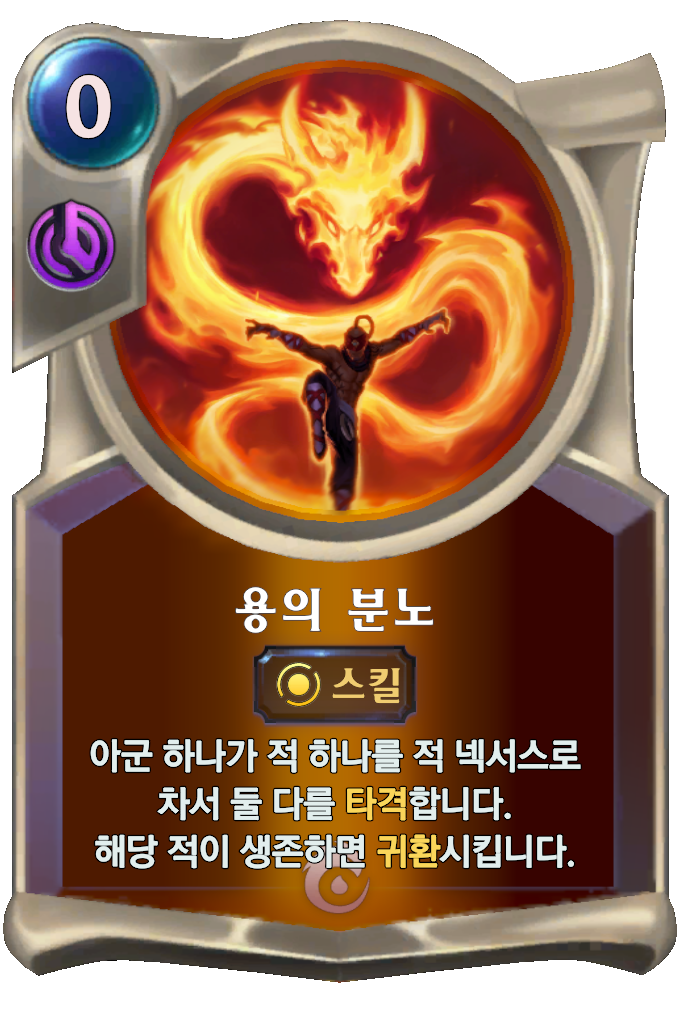 0
용의 분노
스킬
아군 하나가 적 하나를 적 넥서스로
차서 둘 다를 타격합니다.
해당 적이 생존하면 귀환시킵니다.